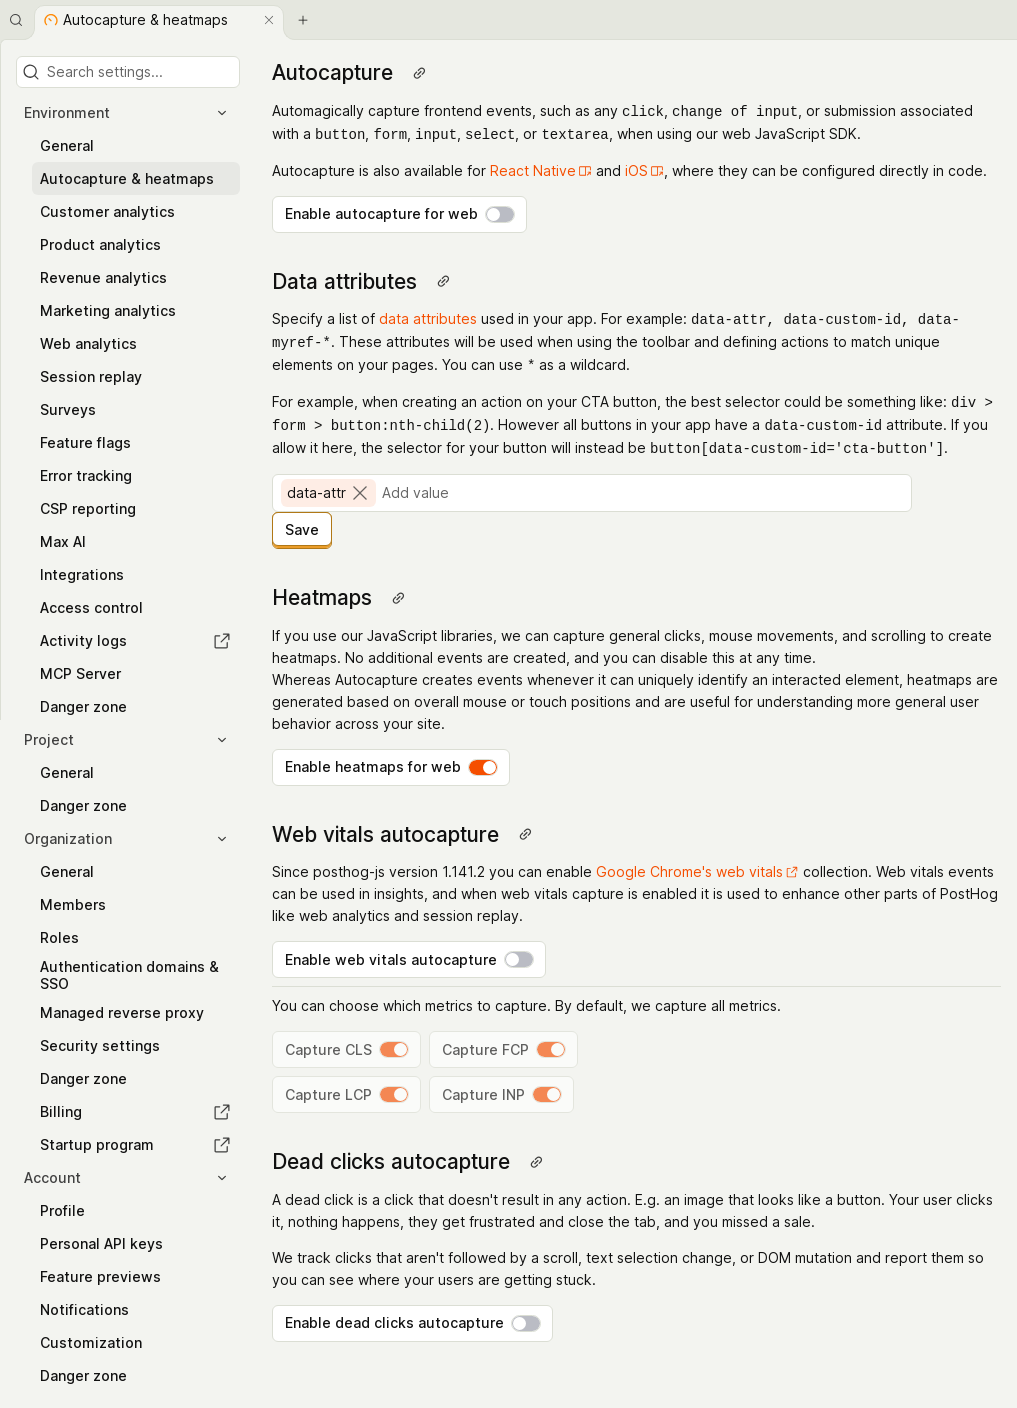 Autocapture & heatmaps
Search settings...
Environment
General
Autocapture & heatmaps
Customer analytics
Product analytics
Revenue analytics
Marketing analytics
Web analytics
Session replay
Surveys
Feature flags
Error tracking
CSP reporting
Max AI
Integrations
Access control
Activity logs
MCP Server
Danger zone
Project
General
Danger zone
Organization
General
Members
Roles
Authentication domains &
SSO
Managed reverse proxy
Security settings
Danger zone
Billing
Startup program
Account
Profile
Personal API keys
Feature previews
Notifications
Customization
Danger zone
Autocapture
Automagically capture frontend events, such as any click, change of input, or submission associated
with a button, form, input, select, or textarea, when using our web JavaScript SDK.
Autocapture is also available for React Native and iOS, where they can be configured directly in code.
Enable autocapture for web
Data attributes
Specify a list of data attributes used in your app. For example: data-attr, data-custom-id, data-
myref-*. These attributes will be used when using the toolbar and defining actions to match unique
elements on your pages. You can use * as a wildcard.
For example, when creating an action on your CTA button, the best selector could be something like: div >
form > button:nth-child(2). However all buttons in your app have a data-custom-id attribute. If you
allow it here, the selector for your button will instead be button[data-custom-id='cta-button'].
data-attr Add value
Save
Heatmaps
If you use our JavaScript libraries, we can capture general clicks, mouse movements, and scrolling to create
heatmaps. No additional events are created, and you can disable this at any time.
Whereas Autocapture creates events whenever it can uniquely identify an interacted element, heatmaps are
generated based on overall mouse or touch positions and are useful for understanding more general user
behavior across your site.
Enable heatmaps for web
Web vitals autocapture
Since posthog-js version 1.141.2 you can enable Google Chrome's web vitals collection. Web vitals events
can be used in insights, and when web vitals capture is enabled it is used to enhance other parts of PostHog
like web analytics and session replay.
Enable web vitals autocapture
You can choose which metrics to capture. By default, we capture all metrics.
Capture CLS Capture FCP
Capture LCP Capture INP
Dead clicks autocapture
A dead click is a click that doesn't result in any action. E.g. an image that looks like a button. Your user clicks
it, nothing happens, they get frustrated and close the tab, and you missed a sale.
We track clicks that aren't followed by a scroll, text selection change, or DOM mutation and report them so
you can see where your users are getting stuck.
Enable dead clicks autocapture